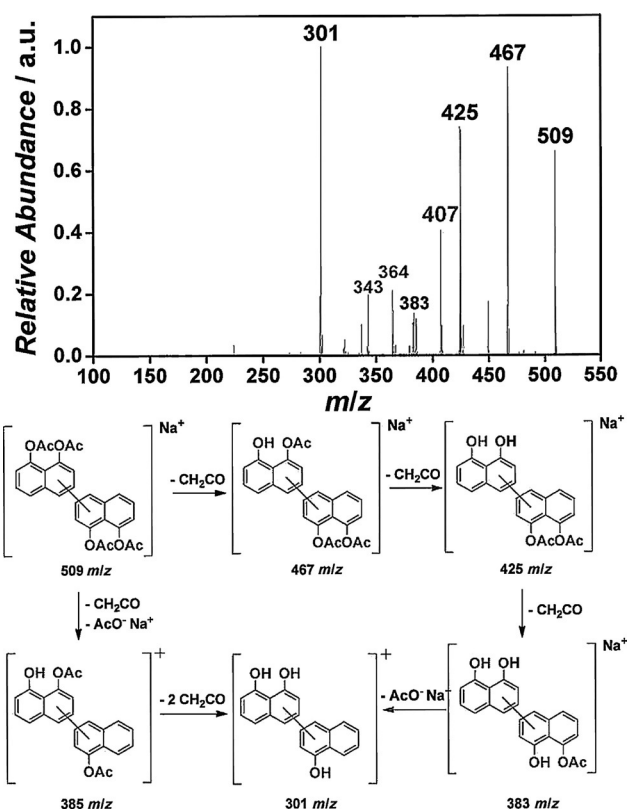 Relative Abundance / a.u.
1.0
0.8
0.6
0.4
0.2
0.0
301
467
425
509
407
364
343
383
100 150 200 250 300 350 400 450 500 550
m/z
Na⁺ Na⁺ Na⁺
OAcOAc OH OAc OH OH
- CH₂CO - CH₂CO
OAcOAc OAcOAc OAcOAc
509 m/z 467 m/z 425 m/z
- CH₂CO - CH₂CO
- AcO⁻ Na⁺
+ + Na⁺
OH OAc OH OH OH OH
- 2 CH₂CO - AcO⁻ Na⁺
OAc OH OH OAc
385 m/z 301 m/z 383 m/z